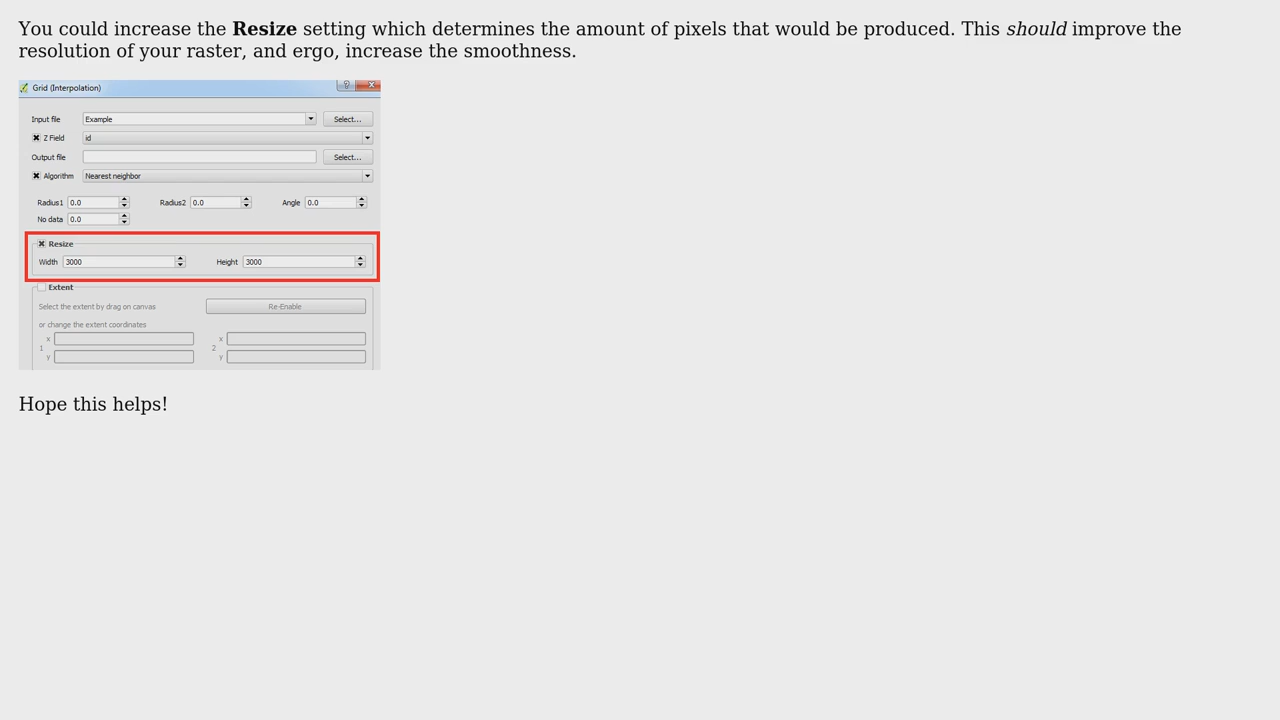 You could increase the Resize setting which determines the amount of pixels that would be produced. This should improve the
resolution of your raster, and ergo, increase the smoothness.
Grid (Interpolation)
?
Input file Example Select...
Z Field id
Output file Select...
Algorithm Nearest neighbor
Radius1 0.0 Radius2 0.0 Angle 0.0
No data 0.0
Resize
Width 3000 Height 3000
Extent
Select the extent by drag on canvas Re-Enable
or change the extent coordinates
x x
1 2
y y
Hope this helps!